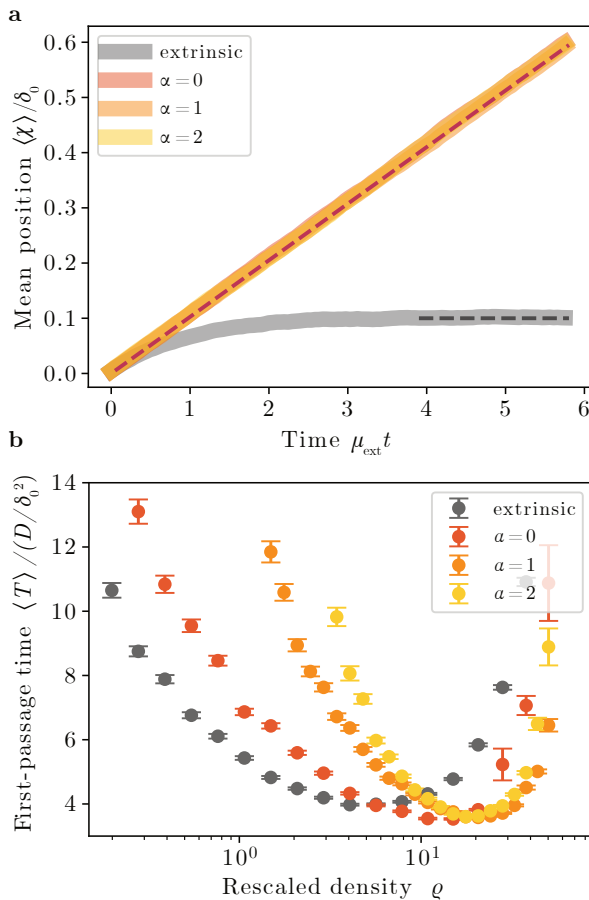 a
Mean position ⟨χ⟩/δ₀
0.6
0.5
0.4
0.3
0.2
0.1
0.0
extrinsic
α = 0
α = 1
α = 2
0 1 2 3 4 5 6
Time μ_ext t
b
First-passage time ⟨T⟩/(D/δ₀²)
14
12
10
8
6
4
extrinsic
a = 0
a = 1
a = 2
10⁰ 10¹
Rescaled density ϱ